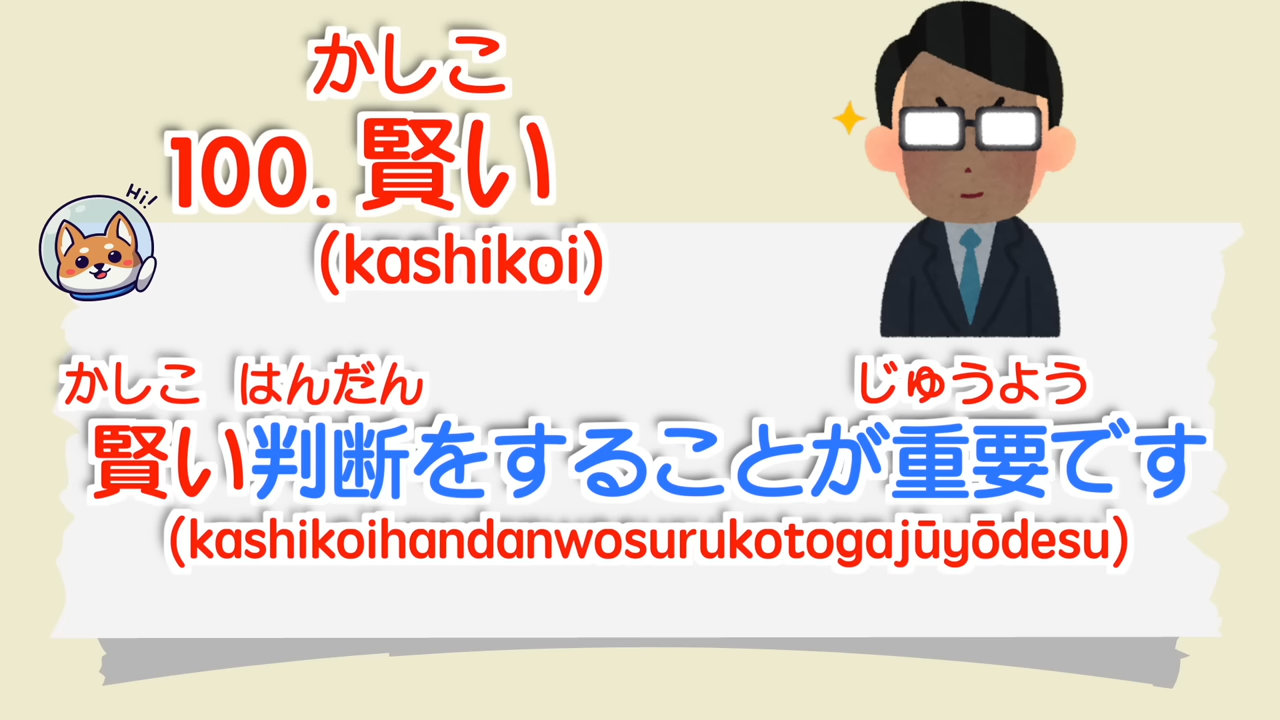 かしこ
100. 賢い
Hi!
(kashikoi)
かしこ はんだん じゅうよう
賢い判断をすることが重要です
(kashikoihandanwosurukotogajūyōdesu)